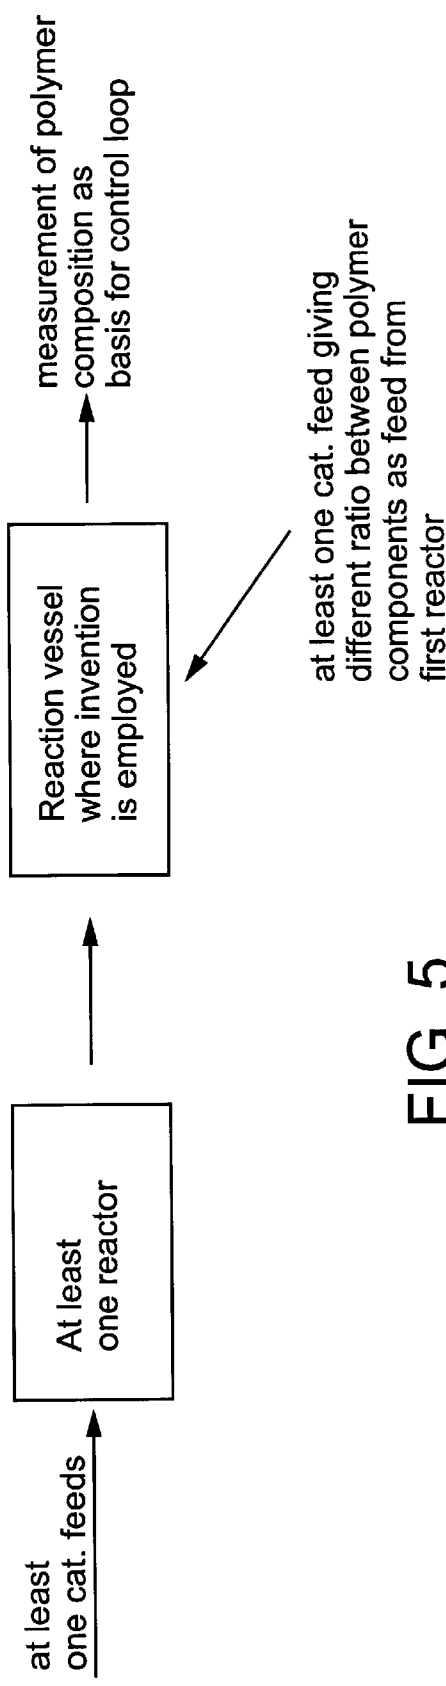 at least
one cat. feeds
At least
one reactor
Reaction vessel
where invention
is employed
measurement of polymer
composition as
basis for control loop
at least one cat. feed giving
different ratio between polymer
components as feed from
first reactor
FIG. 5